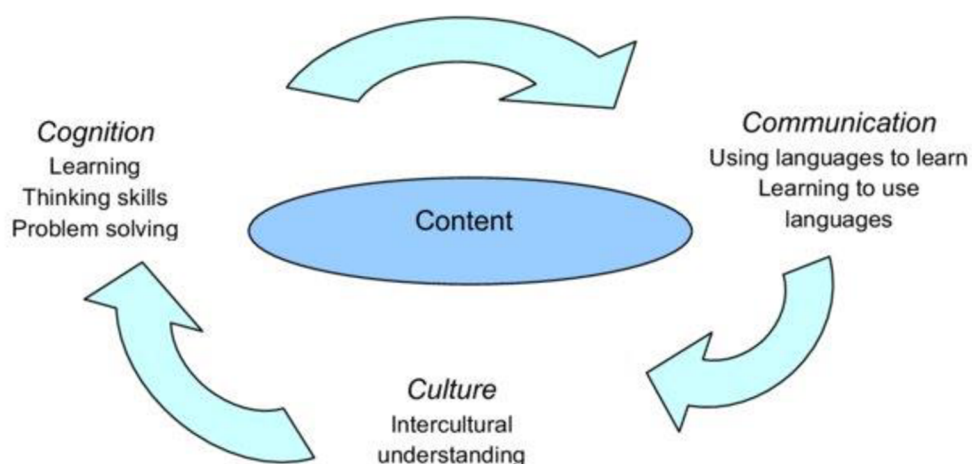 Cognition
Learning
Thinking skills
Problem solving
Communication
Using languages to learn
Learning to use
languages
Content
Culture
Intercultural
understanding